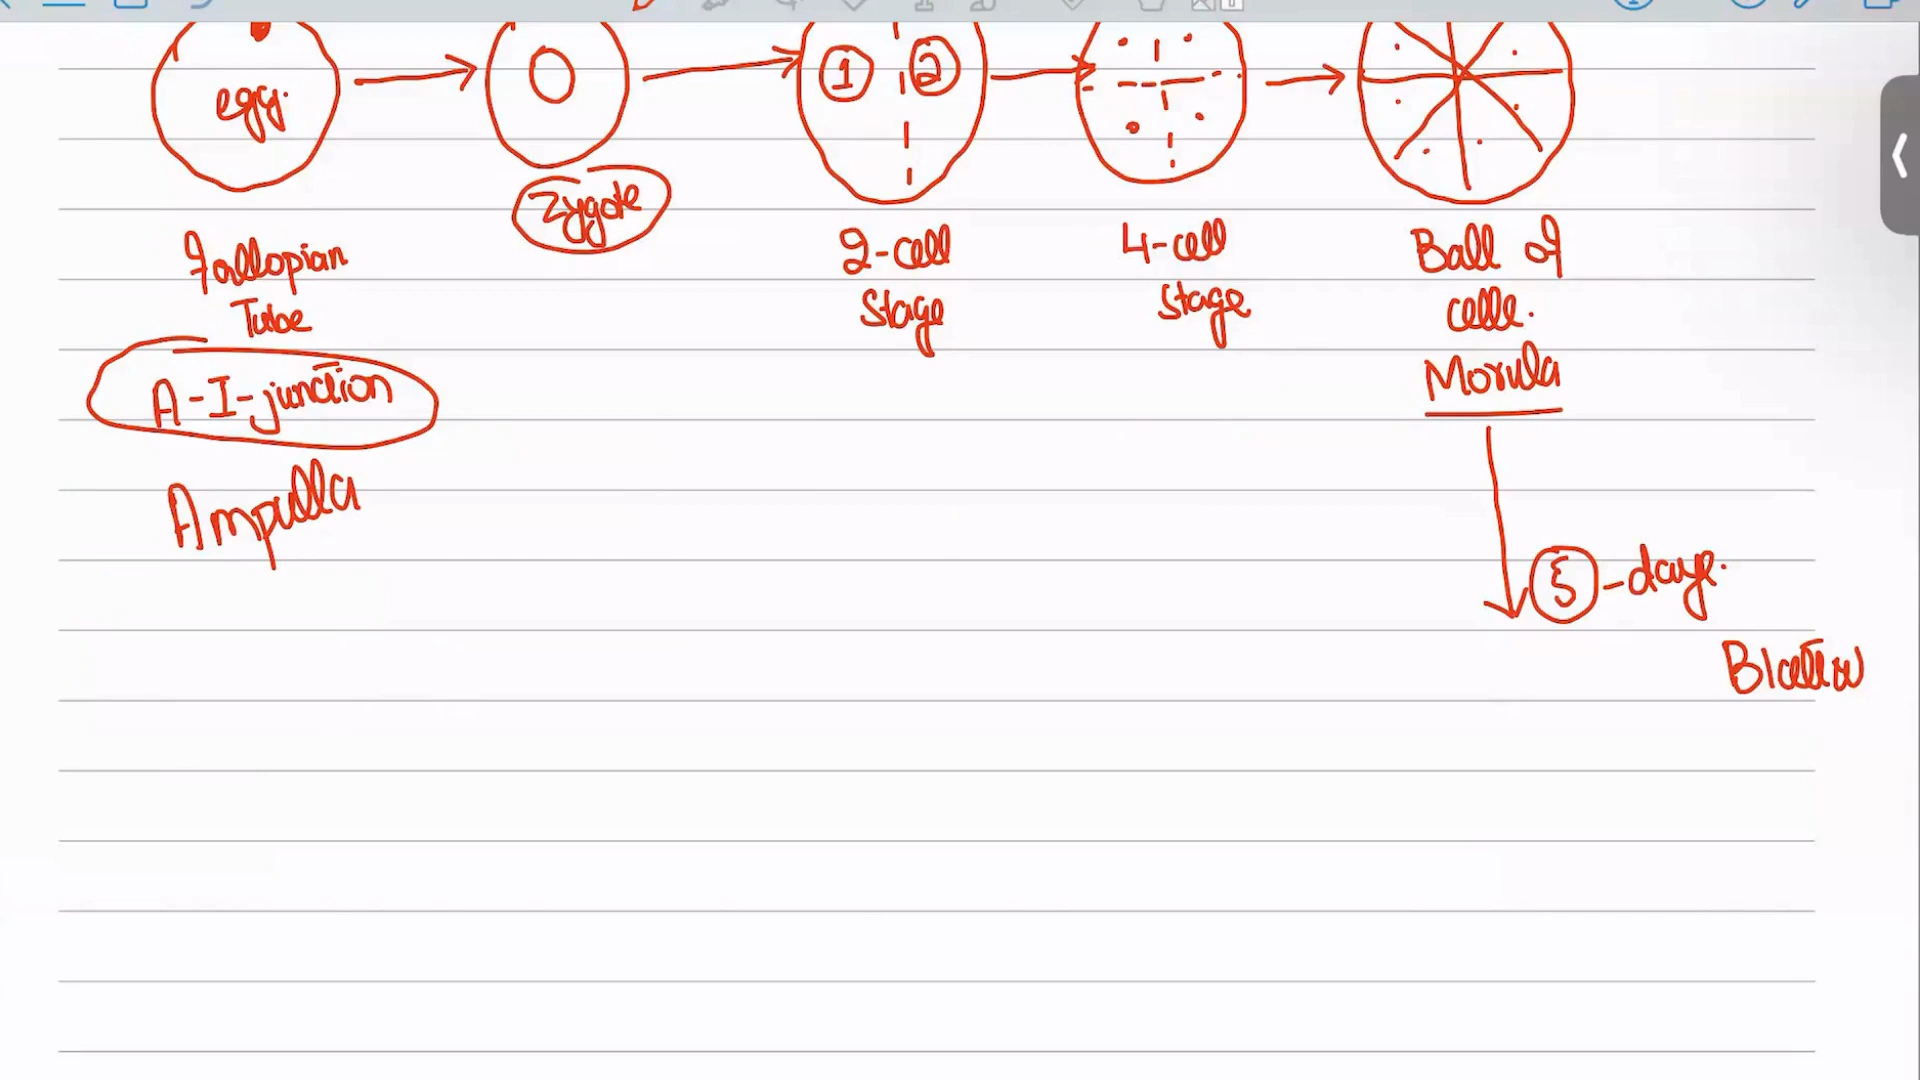 egg.
1 2
Zygote
Fallopian
Tube
A-I-junction
Ampulla
2-cell
Stage
4-cell
Stage
Ball of
cells.
Morula
5 -days.